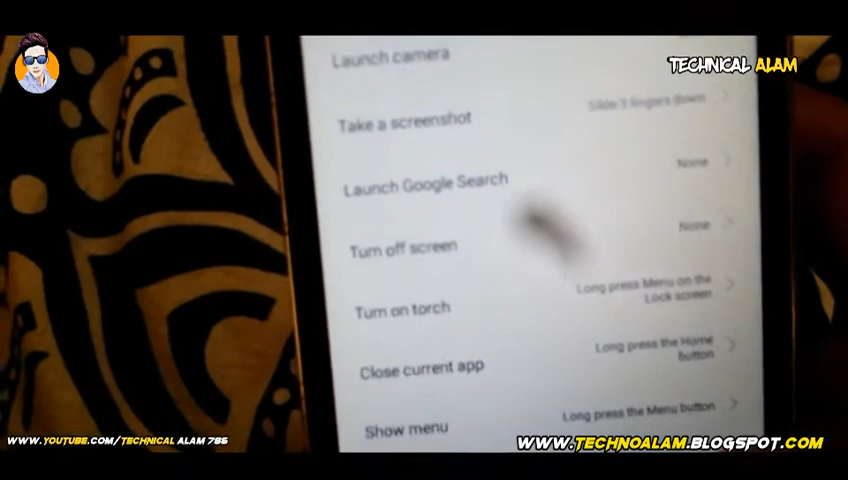 TECHNICAL ALAM
Launch camera
Take a screenshot
Slide 3 fingers down
Launch Google Search
None
Turn off screen
None
Turn on torch
Long press Menu on the
Lock screen
Close current app
Long press the Home
button
Show menu
Long press the Menu button
WWW.YOUTUBE.COM/TECHNICAL ALAM 786
WWW.TECHNOALAM.BLOGSPOT.COM